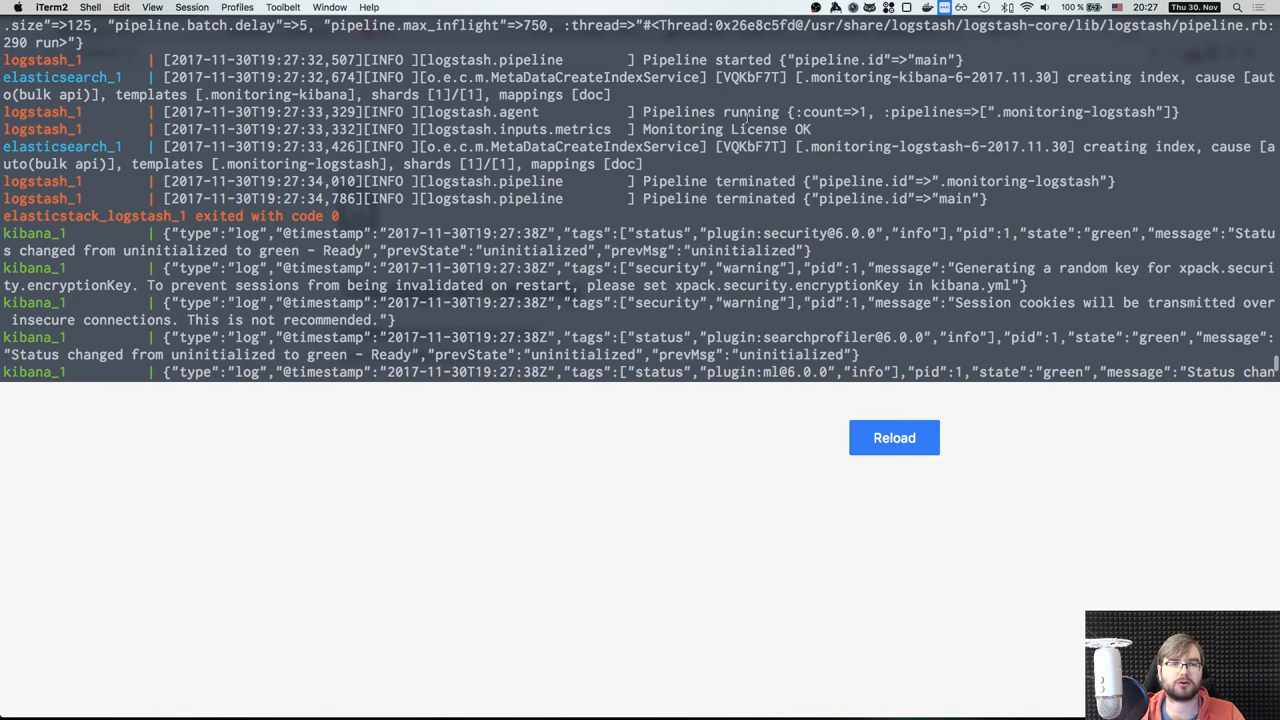 iTerm2 Shell Edit View Session Profiles Toolbelt Window Help 100 % Thu 30. Nov 20:27
.size"=>125, "pipeline.batch.delay"=>5, "pipeline.max_inflight"=>750, :thread=>"#<Thread:0x26e8c5fd@/usr/share/logstash/logstash-core/lib/logstash/pipeline.rb:
290 run>"}
logstash_1 | [2017-11-30T19:27:32,507][INFO ][logstash.pipeline ] Pipeline started {"pipeline.id"=>"main"}
elasticsearch_1 | [2017-11-30T19:27:32,674][INFO ][o.e.c.m.MetaDataCreateIndexService] [VQKbF7T] [.monitoring-kibana-6-2017.11.30] creating index, cause [aut
o(bulk api)], templates [.monitoring-kibana], shards [1]/[1], mappings [doc]
logstash_1 | [2017-11-30T19:27:33,329][INFO ][logstash.agent ] Pipelines running {:count=>1, :pipelines=>[".monitoring-logstash"]}
logstash_1 | [2017-11-30T19:27:33,332][INFO ][logstash.inputs.metrics ] Monitoring License OK
elasticsearch_1 | [2017-11-30T19:27:33,426][INFO ][o.e.c.m.MetaDataCreateIndexService] [VQKbF7T] [.monitoring-logstash-6-2017.11.30] creating index, cause [a
uto(bulk api)], templates [.monitoring-logstash], shards [1]/[1], mappings [doc]
logstash_1 | [2017-11-30T19:27:34,010][INFO ][logstash.pipeline ] Pipeline terminated {"pipeline.id"=>".monitoring-logstash"}
logstash_1 | [2017-11-30T19:27:34,786][INFO ][logstash.pipeline ] Pipeline terminated {"pipeline.id"=>"main"}
elasticstack_logstash_1 exited with code 0
kibana_1 | {"type":"log","@timestamp":"2017-11-30T19:27:38Z","tags":["status","plugin:security@6.0.0","info"],"pid":1,"state":"green","message":"Statu
s changed from uninitialized to green - Ready","prevState":"uninitialized","prevMsg":"uninitialized"}
kibana_1 | {"type":"log","@timestamp":"2017-11-30T19:27:38Z","tags":["security","warning"],"pid":1,"message":"Generating a random key for xpack.securi
ty.encryptionKey. To prevent sessions from being invalidated on restart, please set xpack.security.encryptionKey in kibana.yml"}
kibana_1 | {"type":"log","@timestamp":"2017-11-30T19:27:38Z","tags":["security","warning"],"pid":1,"message":"Session cookies will be transmitted over
insecure connections. This is not recommended."}
kibana_1 | {"type":"log","@timestamp":"2017-11-30T19:27:38Z","tags":["status","plugin:searchprofiler@6.0.0","info"],"pid":1,"state":"green","message":
"Status changed from uninitialized to green - Ready","prevState":"uninitialized","prevMsg":"uninitialized"}
kibana_1 | {"type":"log","@timestamp":"2017-11-30T19:27:38Z","tags":["status","plugin:ml@6.0.0","info"],"pid":1,"state":"green","message":"Status chan
Reload